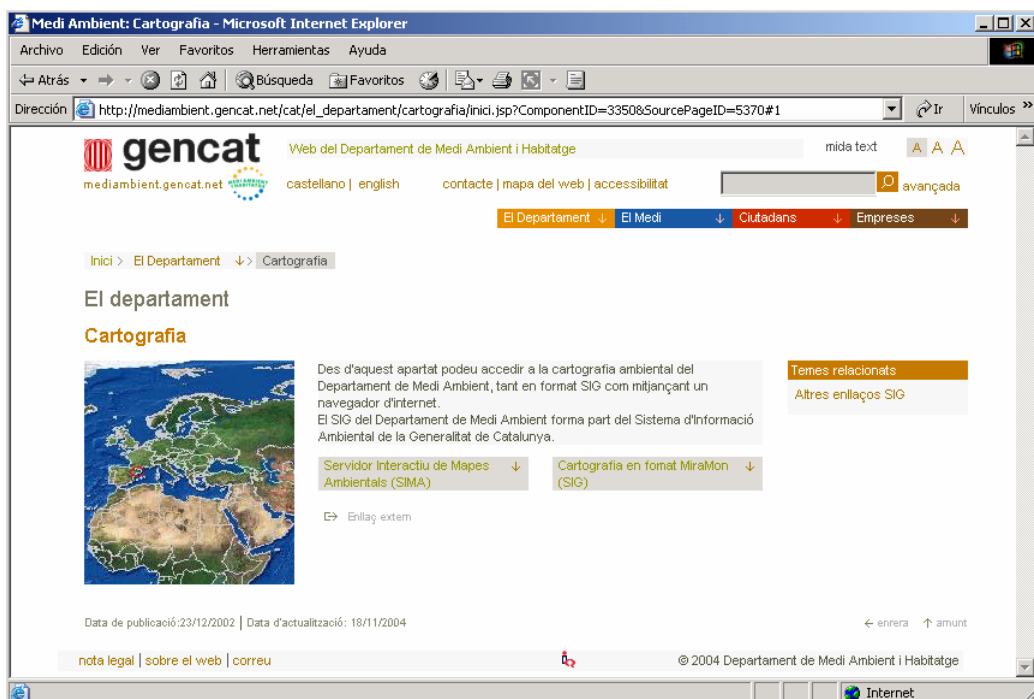 Medi Ambient: Cartografia - Microsoft Internet Explorer
Archivo Edición Ver Favoritos Herramientas Ayuda
Atrás Búsqueda Favoritos
Dirección http://mediambient.gencat.net/cat/el_departament/cartografia/inici.jsp?ComponentID=3350&SourcePageID=5370#1 Ir Vínculos »
gencat Web del Departament de Medi Ambient i Habitatge mida text A A A
mediambient.gencat.net castellano | english contacte | mapa del web | accessibilitat avançada
El Departament El Medi Ciutadans Empreses
Inici > El Departament > Cartografia
El departament
Cartografia
Des d'aquest apartat podeu accedir a la cartografia ambiental del
Departament de Medi Ambient, tant en format SIG com mitjançant un
navegador d'internet.
El SIG del Departament de Medi Ambient forma part del Sistema d'Informació
Ambiental de la Generalitat de Catalunya.
Temes relacionats
Altres enllaços SIG
Servidor Interactiu de Mapes
Ambientals (SIMA)
Cartografia en fomat MiraMon
(SIG)
Enllaç extern
Data de publicació:23/12/2002 | Data d'actualització: 18/11/2004 enrera amunt
nota legal | sobre el web | correu © 2004 Departament de Medi Ambient i Habitatge
Internet